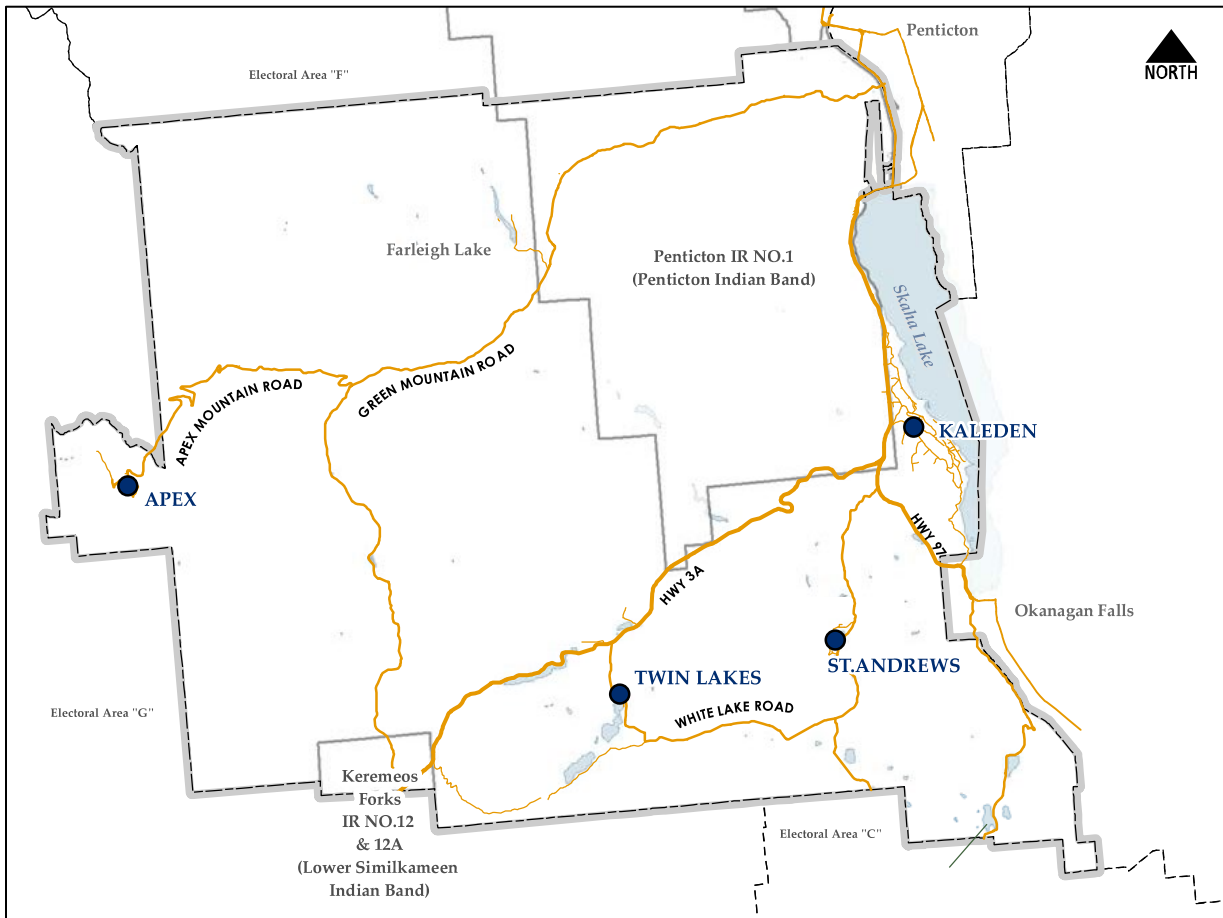 Penticton
NORTH
Electoral Area "F"
Farleigh Lake
Penticton IR NO.1
(Penticton Indian Band)
Skaha Lake
GREEN MOUNTAIN ROAD
APEX MOUNTAIN ROAD
KALEDEN
APEX
HWY 97
HWY 3A
Okanagan Falls
ST.ANDREWS
TWIN LAKES
WHITE LAKE ROAD
Electoral Area "G"
Keremeos
Forks
IR NO.12
& 12A
(Lower Similkameen
Indian Band)
Electoral Area "C"